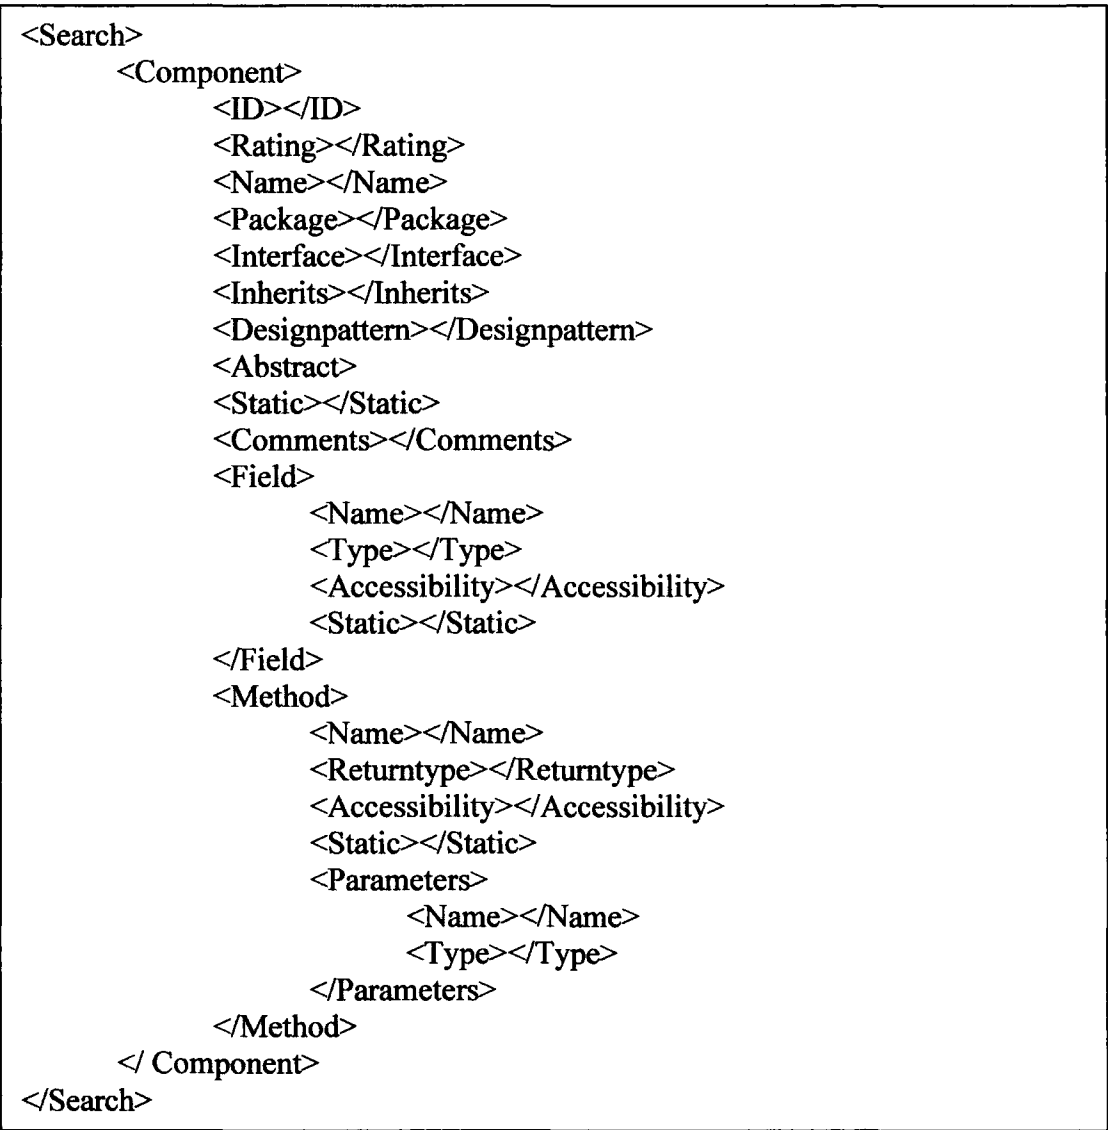 <Search>
<Component>
<ID></ID>
<Rating></Rating>
<Name></Name>
<Package></Package>
<Interface></Interface>
<Inherits></Inherits>
<Designpattern></Designpattern>
<Abstract>
<Static></Static>
<Comments></Comments>
<Field>
<Name></Name>
<Type></Type>
<Accessibility></Accessibility>
<Static></Static>
</Field>
<Method>
<Name></Name>
<Returntype></Returntype>
<Accessibility></Accessibility>
<Static></Static>
<Parameters>
<Name></Name>
<Type></Type>
</Parameters>
</Method>
</ Component>
</Search>